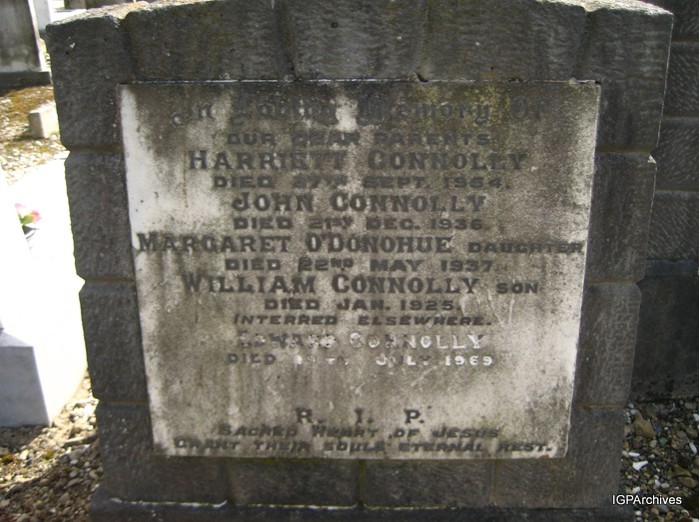 In Loving Memory Of
OUR DEAR PARENTS
HARRIETT CONNOLLY
DIED 27TH SEPT. 1954.
JOHN CONNOLLY
DIED 21ST DEC. 1936
MARGARET O'DONOHUE DAUGHTER
DIED 22ND MAY 1937
WILLIAM CONNOLLY SON
DIED JAN. 1925.
INTERRED ELSEWHERE.
EDWARD CONNOLLY
DIED JULY 1969
R. I. P.
SACRED HEART OF JESUS
GRANT THEIR SOULS ETERNAL REST.
IGPArchives